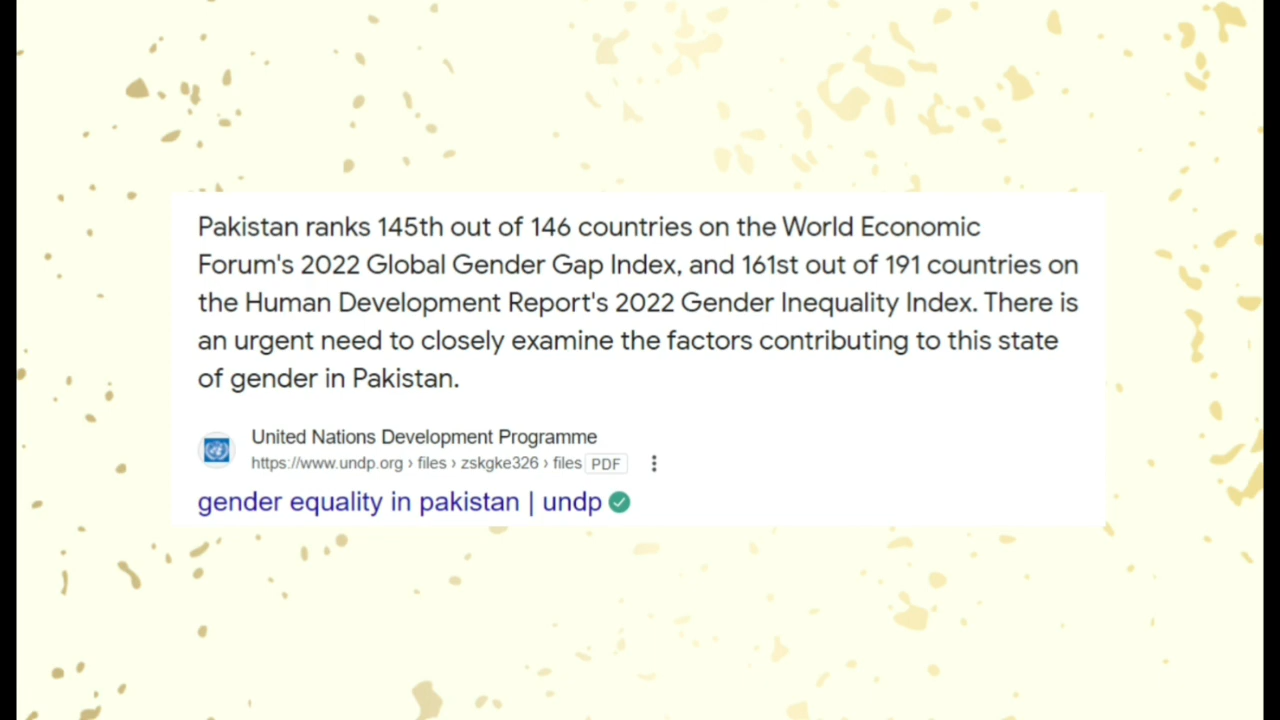 Pakistan ranks 145th out of 146 countries on the World Economic
Forum's 2022 Global Gender Gap Index, and 161st out of 191 countries on
the Human Development Report's 2022 Gender Inequality Index. There is
an urgent need to closely examine the factors contributing to this state
of gender in Pakistan.
United Nations Development Programme
https://www.undp.org › files › zskgke326 › files PDF
gender equality in pakistan | undp